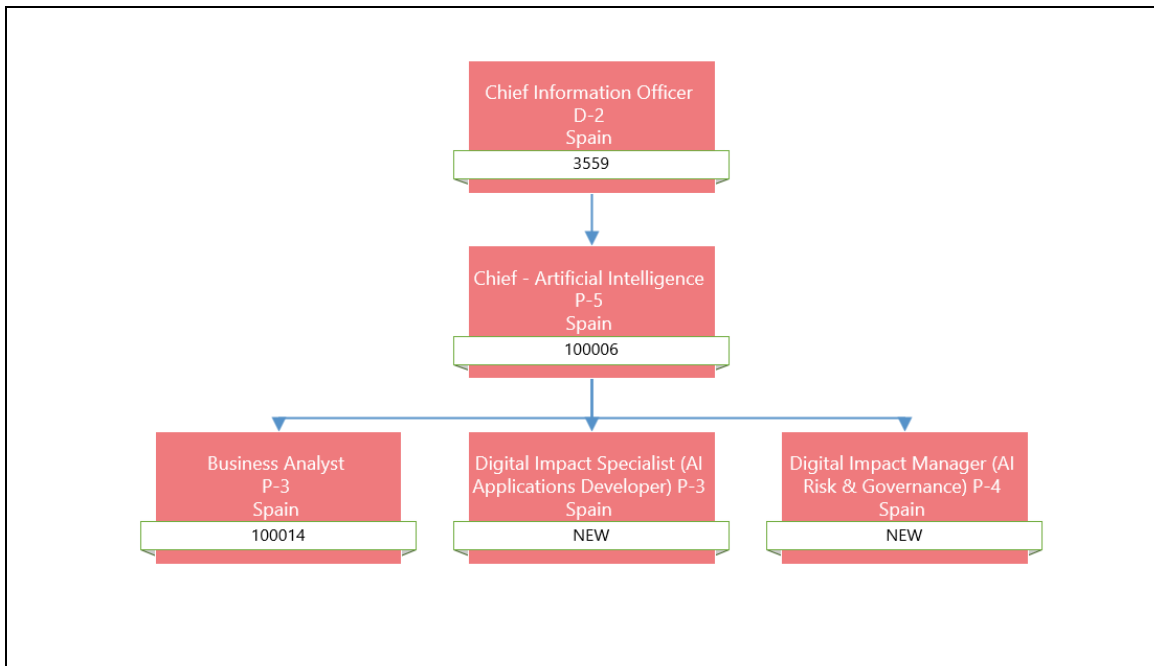 Chief Information Officer
D-2
Spain
3559
Chief - Artificial Intelligence
P-5
Spain
100006
Business Analyst
P-3
Spain
100014
Digital Impact Specialist (AI
Applications Developer) P-3
Spain
NEW
Digital Impact Manager (AI
Risk & Governance) P-4
Spain
NEW